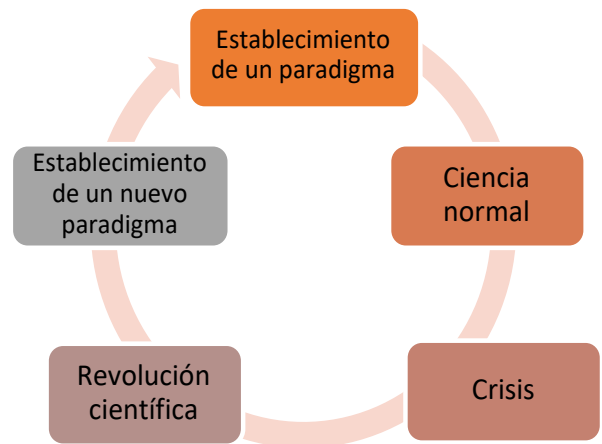 Establecimiento
de un paradigma
Ciencia
normal
Crisis
Revolución
científica
Establecimiento
de un nuevo
paradigma